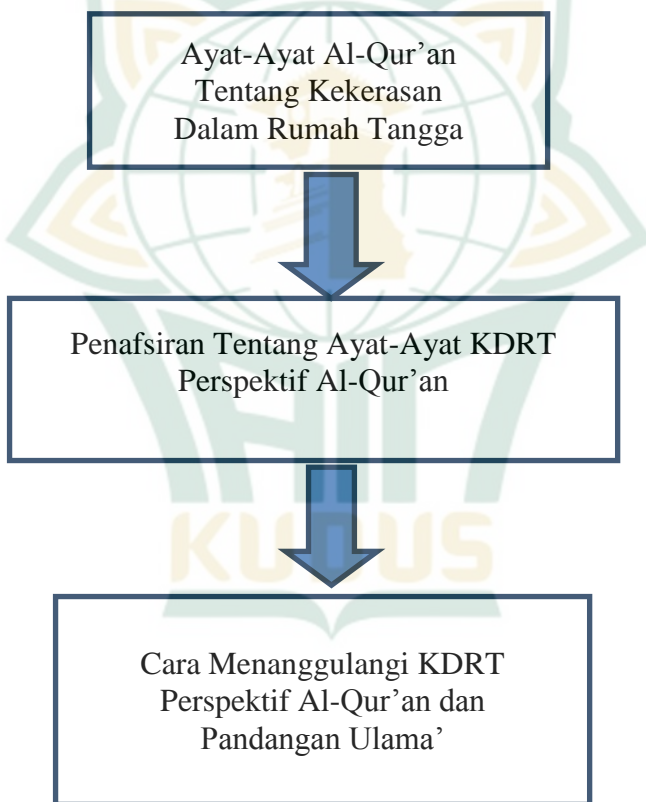 Ayat-Ayat Al-Qur’an
Tentang Kekerasan
Dalam Rumah Tangga
Penafsiran Tentang Ayat-Ayat KDRT
Perspektif Al-Qur’an
KUDUS
Cara Menanggulangi KDRT
Perspektif Al-Qur’an dan
Pandangan Ulama’